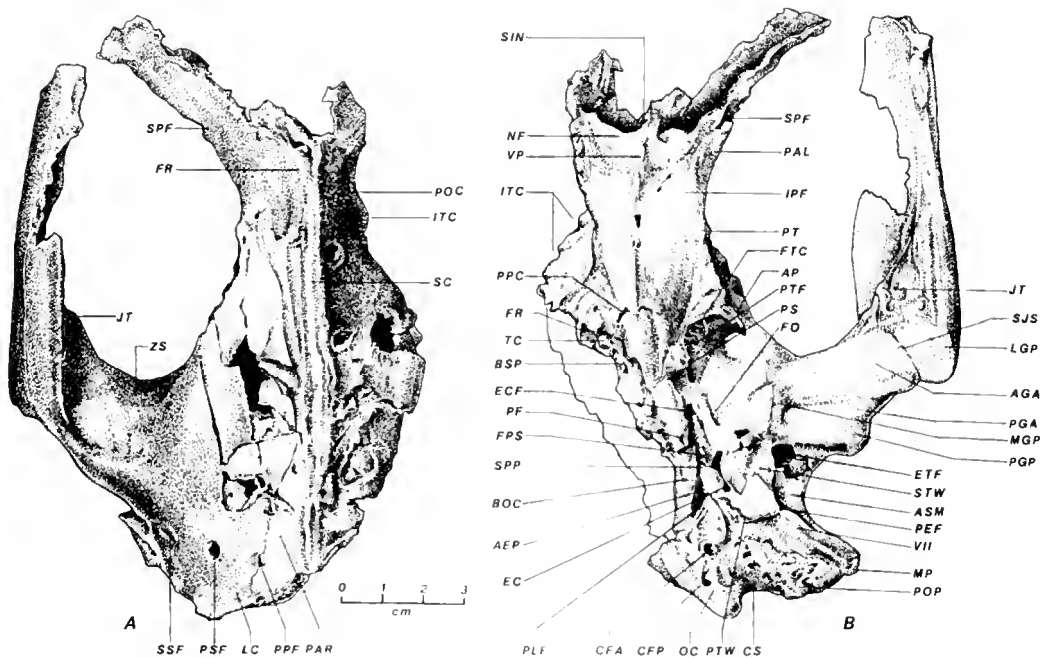 SPF
FR
POC
ITC
SC
JT
ZS
0 1 2 3
cm
A
SSF PSF LC PPF PAR
SIN
NF
VP
ITC
PPC
FR
TC
BSP
ECF
PF
FPS
SPP
BOC
AEP
EC
PLF CFA CFP OC PTW CS
SPF
PAL
IPF
PT
FTC
AP
PTF
PS
FO
JT
SJS
LGP
AGA
PGA
MGP
PGP
ETF
STW
ASM
PEF
VII
MP
POP
B